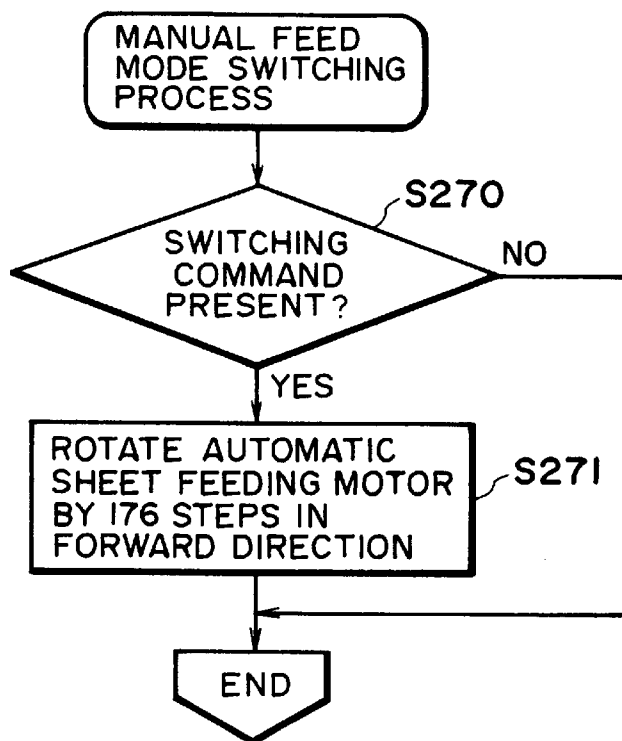 MANUAL FEED
MODE SWITCHING
PROCESS
S270
SWITCHING
COMMAND
PRESENT?
NO
YES
ROTATE AUTOMATIC
SHEET FEEDING MOTOR
BY 176 STEPS IN
FORWARD DIRECTION
S271
END